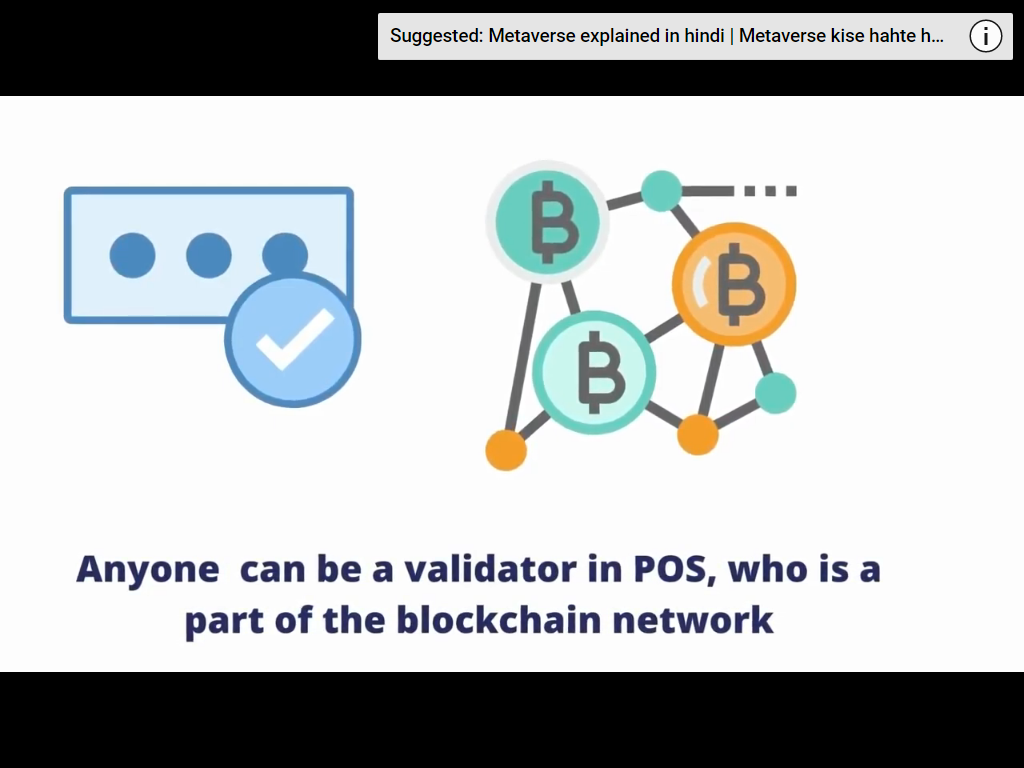 Suggested: Metaverse explained in hindi | Metaverse kise hahte h...
Anyone can be a validator in POS, who is a
part of the blockchain network